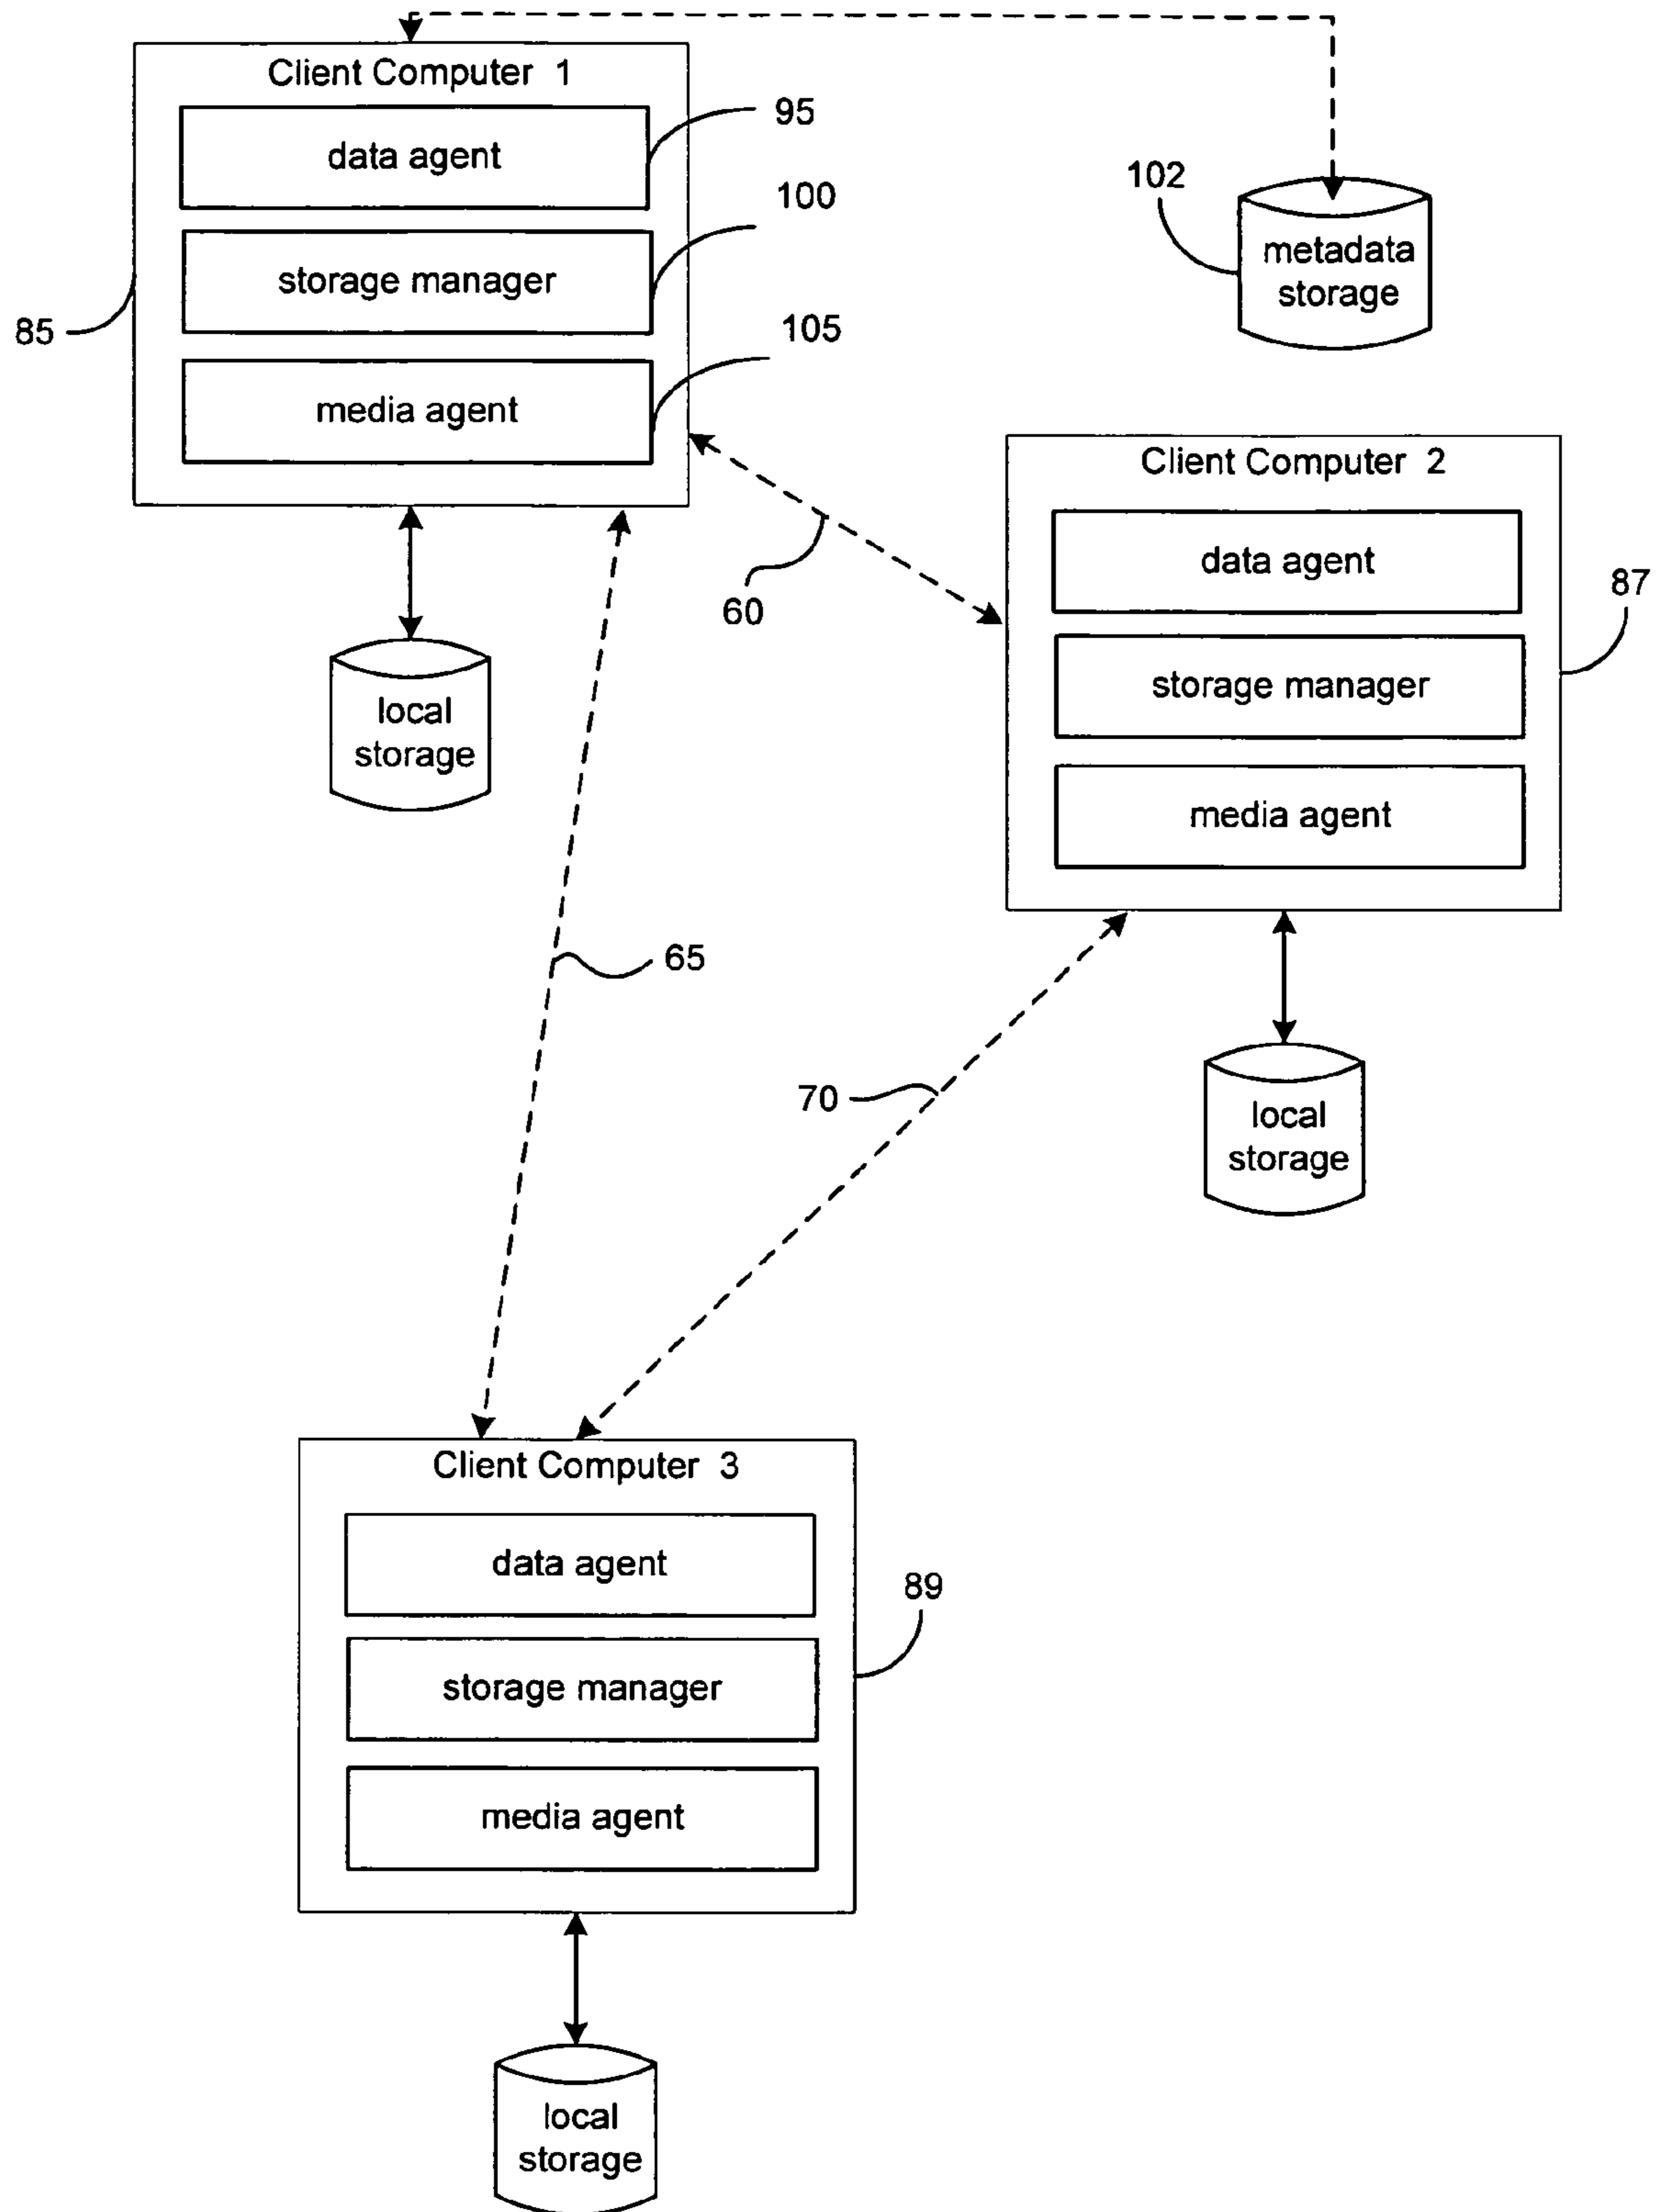 Client Computer 1
data agent
95
100
storage manager
105
media agent
85
102
metadata
storage
local
storage
60
Client Computer 2
data agent
87
storage manager
media agent
65
70
local
storage
Client Computer 3
data agent
89
storage manager
media agent
local
storage